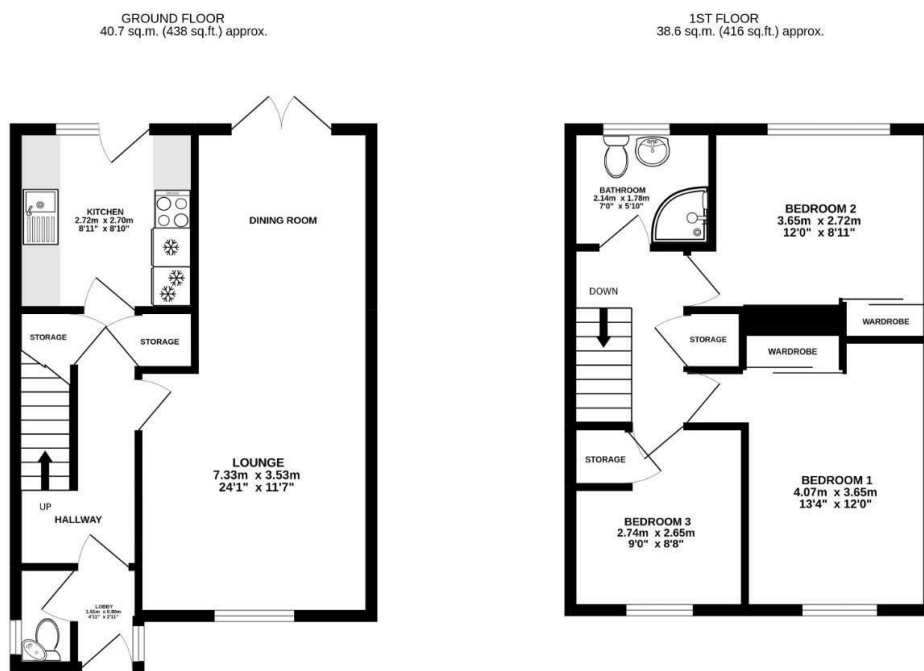 GROUND FLOOR
40.7 sq.m. (438 sq.ft.) approx.
KITCHEN
2.72m x 2.70m
8'11" x 8'10"
DINING ROOM
STORAGE
STORAGE
LOUNGE
7.33m x 3.53m
24'1" x 11'7"
UP
HALLWAY
LOBBY
4'11" x 2'11"
1ST FLOOR
38.6 sq.m. (416 sq.ft.) approx.
BATHROOM
2.14m x 1.78m
7'0" x 5'10"
BEDROOM 2
3.65m x 2.72m
12'0" x 8'11"
DOWN
WARDROBE
STORAGE
WARDROBE
STORAGE
BEDROOM 1
4.07m x 3.65m
13'4" x 12'0"
BEDROOM 3
2.74m x 2.65m
9'0" x 8'8"